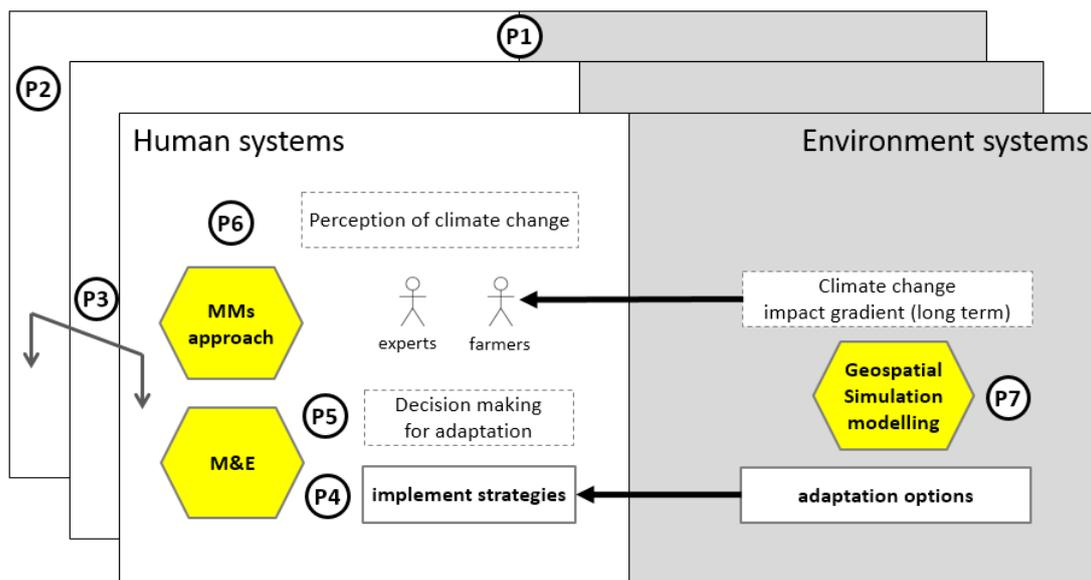 P1
P2
Human systems
Environment systems
P6
Perception of climate change
P3
MMs
approach
experts
farmers
Climate change
impact gradient (long term)
Geospatial
Simulation
modelling
P7
P5
Decision making
for adaptation
M&E
P4
implement strategies
adaptation options